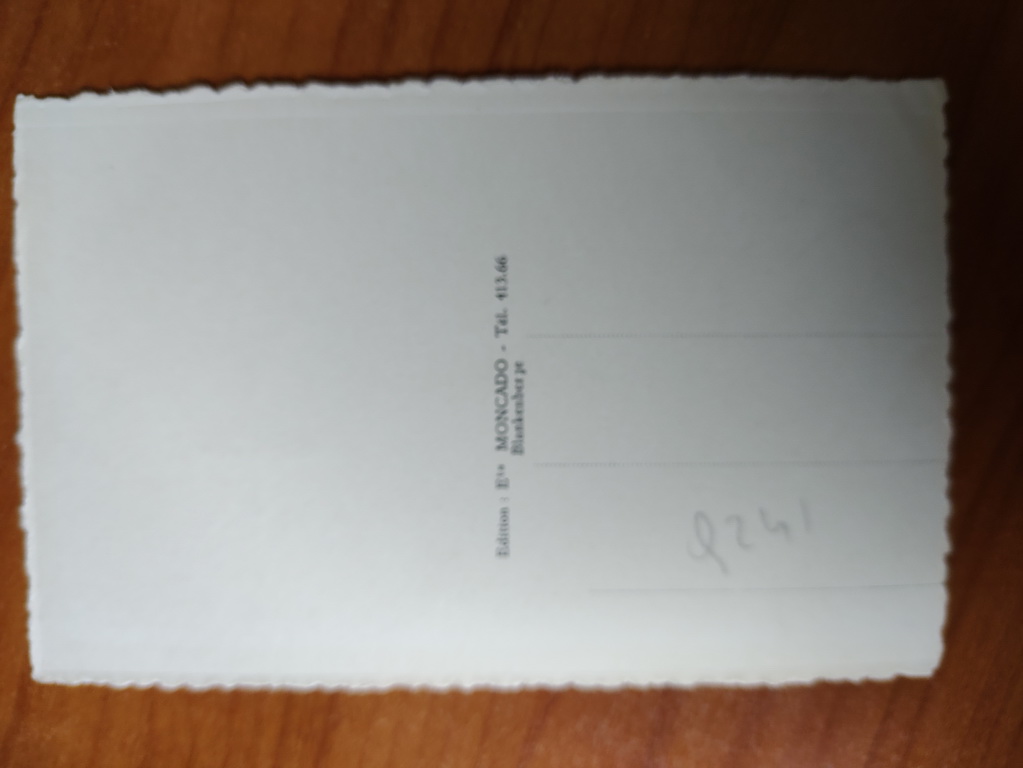 Edition : Ets MONCADO - Tél. 413.66
Blankenberge